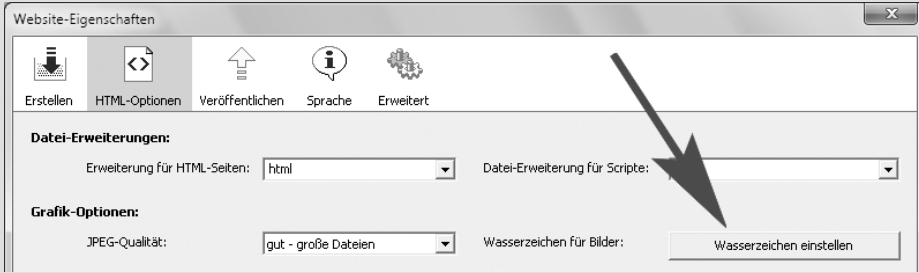 Website-Eigenschaften
Erstellen HTML-Optionen Veröffentlichen Sprache Erweitert
Datei-Erweiterungen:
Erweiterung für HTML-Seiten: html Datei-Erweiterung für Scripte:
Grafik-Optionen:
JPEG-Qualität: gut - große Dateien Wasserzeichen für Bilder: Wasserzeichen einstellen